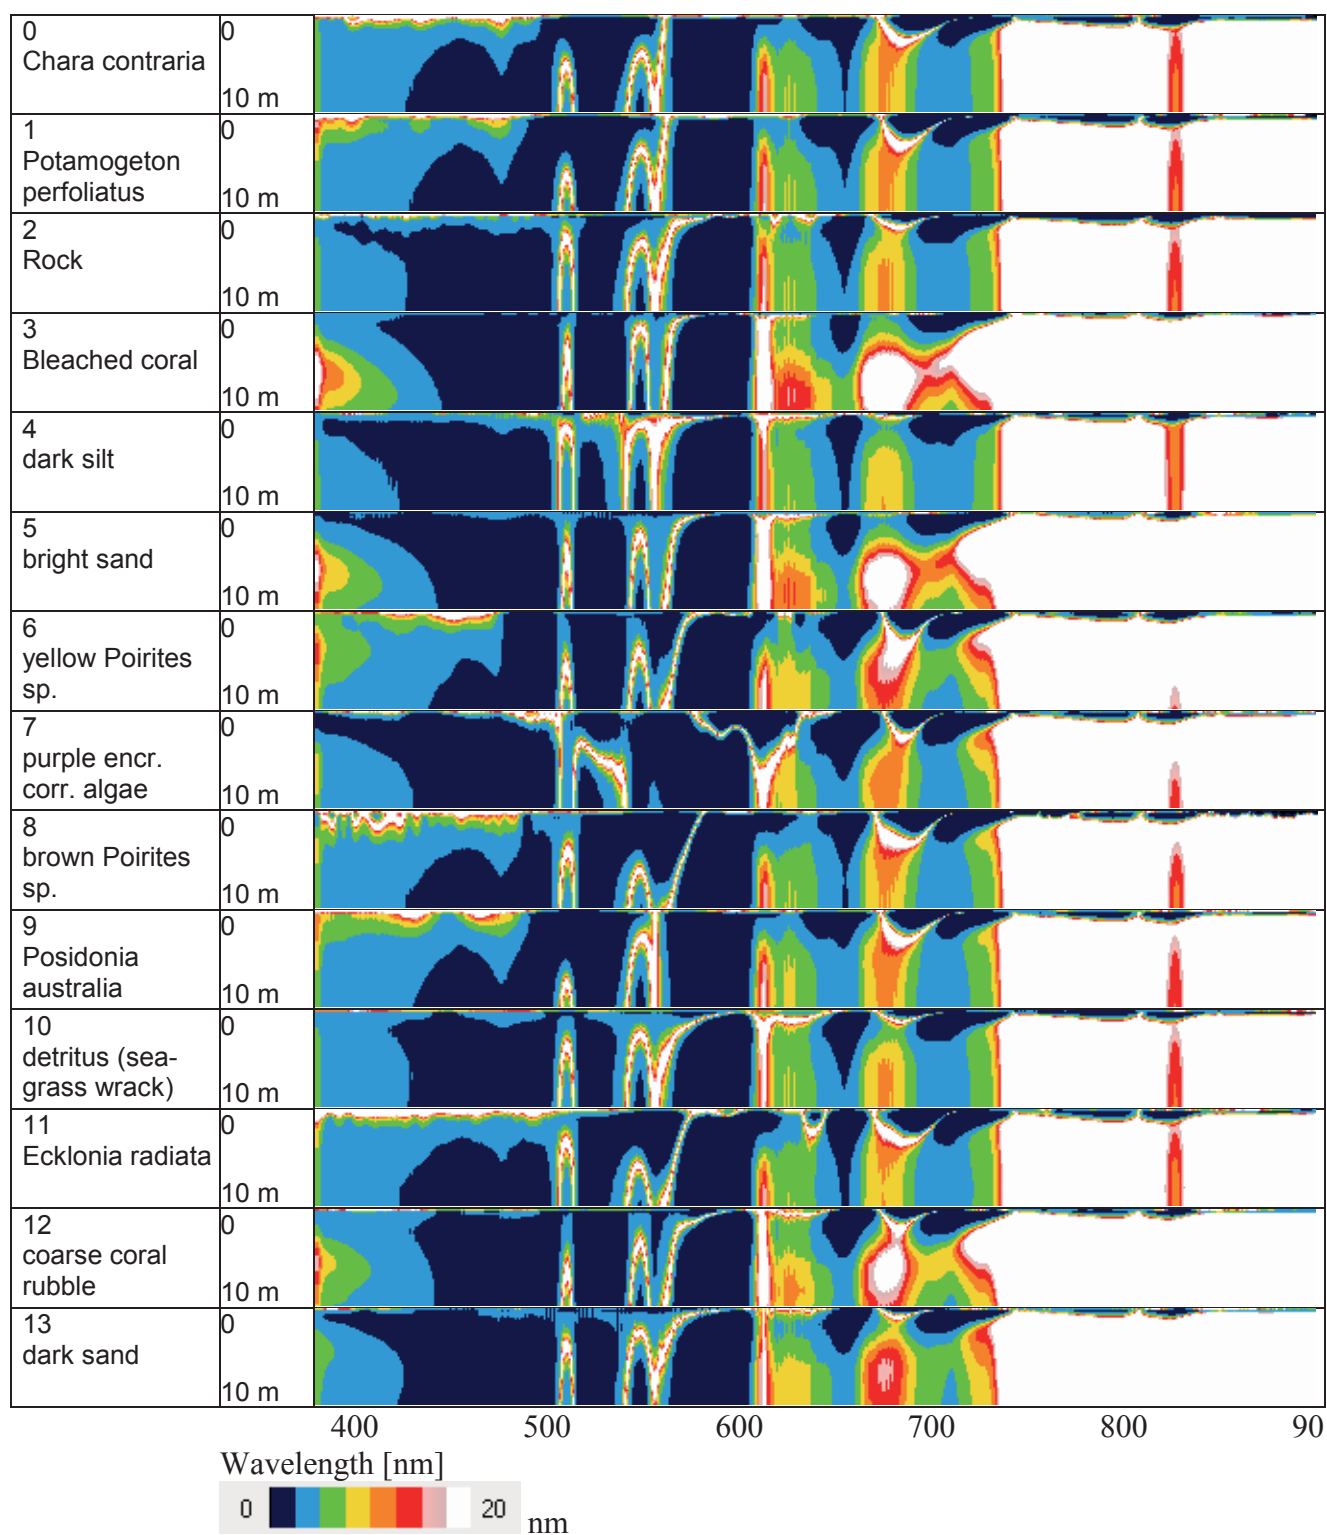 0
Chara contraria
0
10 m
1
Potamogeton
perfoliatus
0
10 m
2
Rock
0
10 m
3
Bleached coral
0
10 m
4
dark silt
0
10 m
5
bright sand
0
10 m
6
yellow Poirites
sp.
0
10 m
7
purple encr.
corr. algae
0
10 m
8
brown Poirites
sp.
0
10 m
9
Posidonia
australia
0
10 m
10
detritus (sea-
grass wrack)
0
10 m
11
Ecklonia radiata
0
10 m
12
coarse coral
rubble
0
10 m
13
dark sand
0
10 m
400 500 600 700 800 90
Wavelength [nm]
0 20 nm